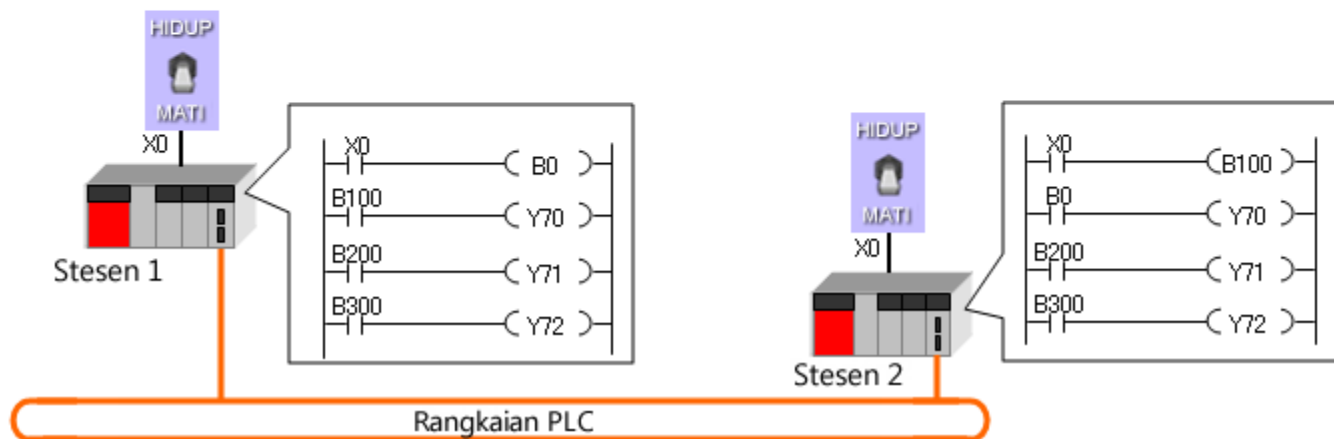 HIDUP
MATI
X0
Stesen 1
X0 B0
B100 Y70
B200 Y71
B300 Y72
HIDUP
MATI
X0
Stesen 2
X0 B100
B0 Y70
B200 Y71
B300 Y72
Rangkaian PLC